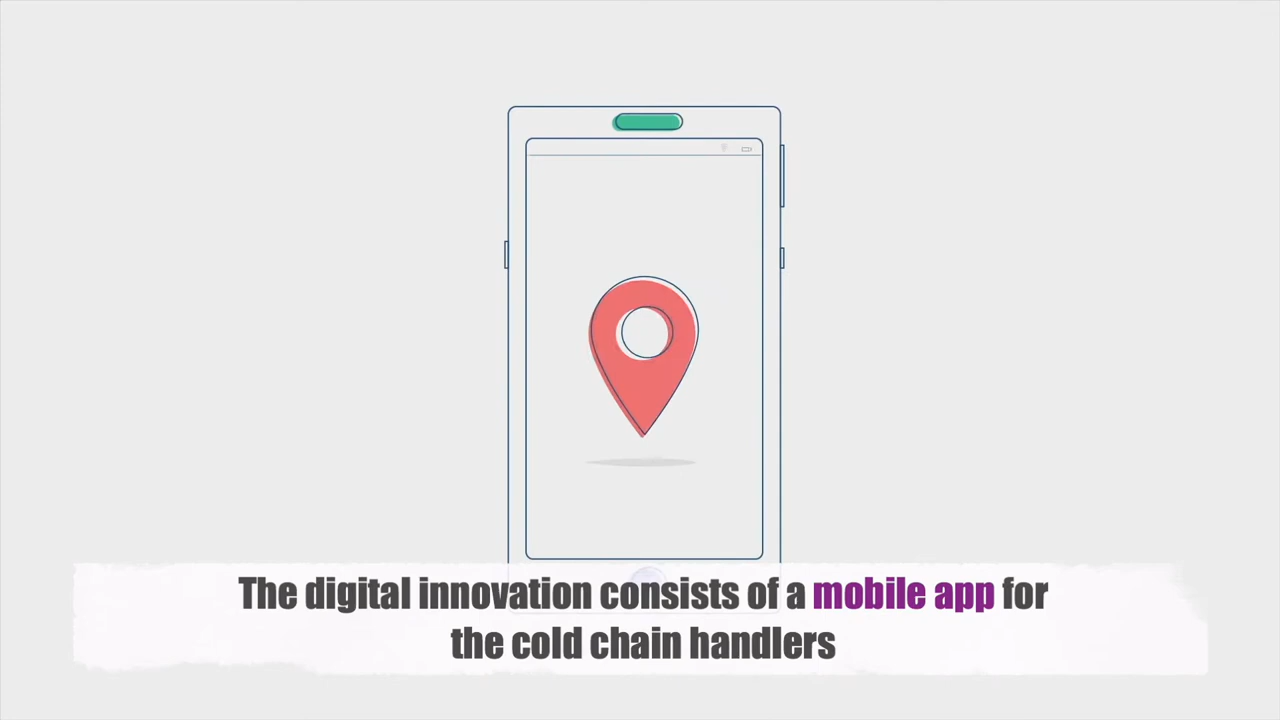 The digital innovation consists of a mobile app for
the cold chain handlers